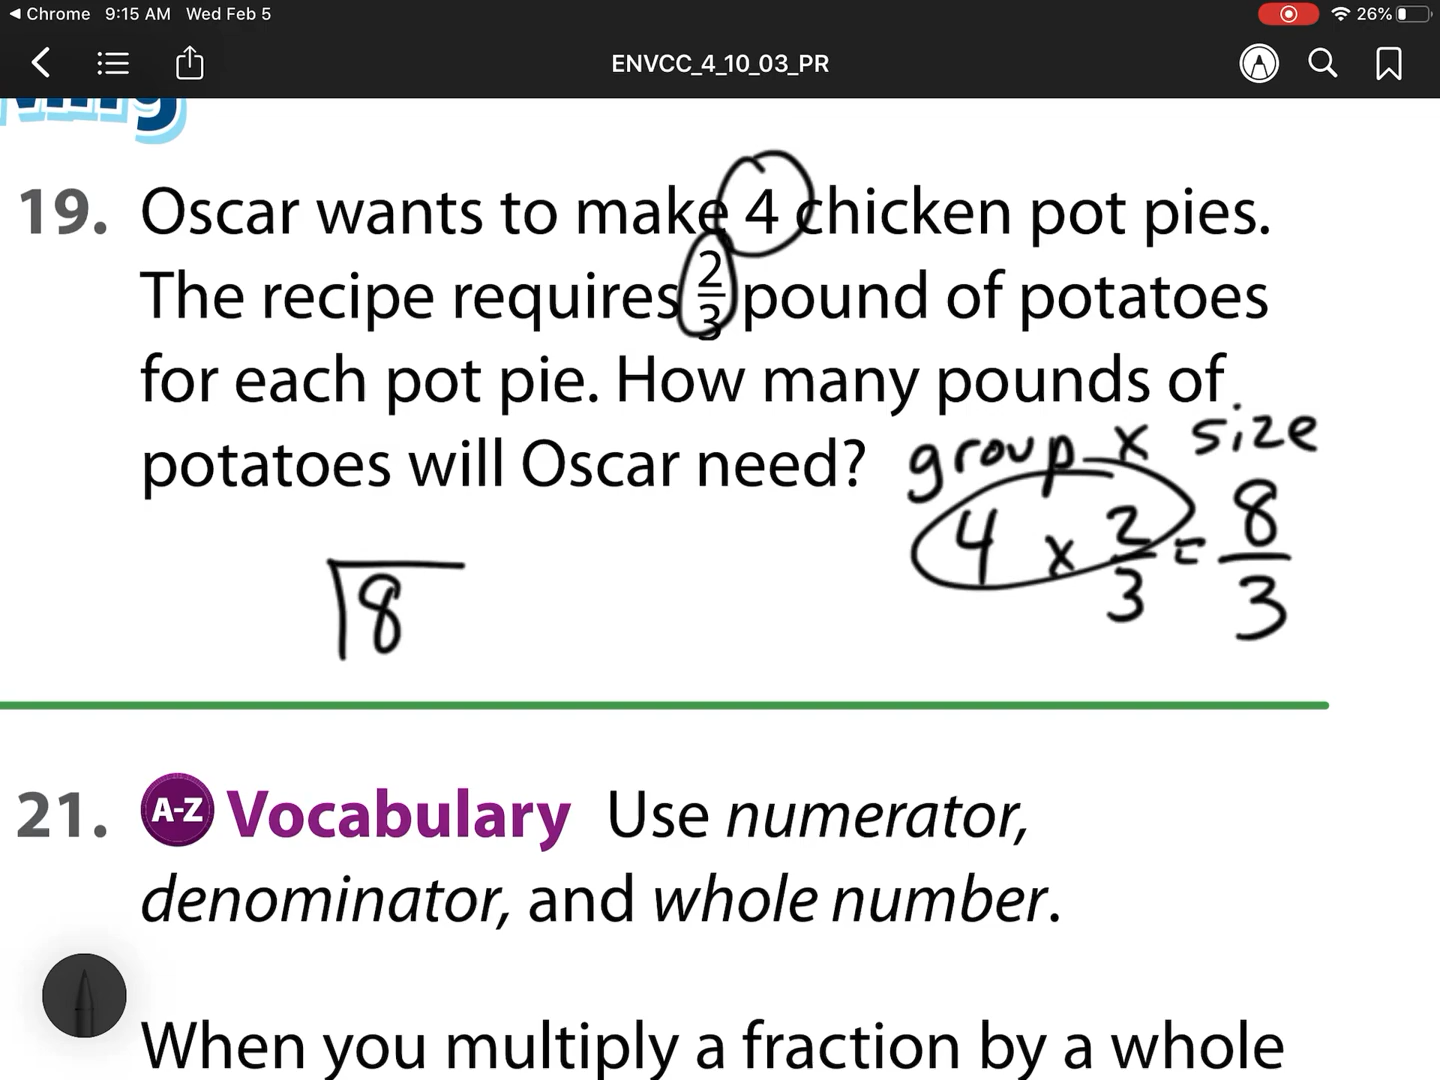 Chrome 9:15 AM Wed Feb 5 26%
ENVCC_4_10_03_PR
19. Oscar wants to make 4 chicken pot pies.
The recipe requires 2/3 pound of potatoes
for each pot pie. How many pounds of
potatoes will Oscar need?
group x size
4 x 2/3 = 8/3
8
21. A-Z Vocabulary Use numerator,
denominator, and whole number.
When you multiply a fraction by a whole